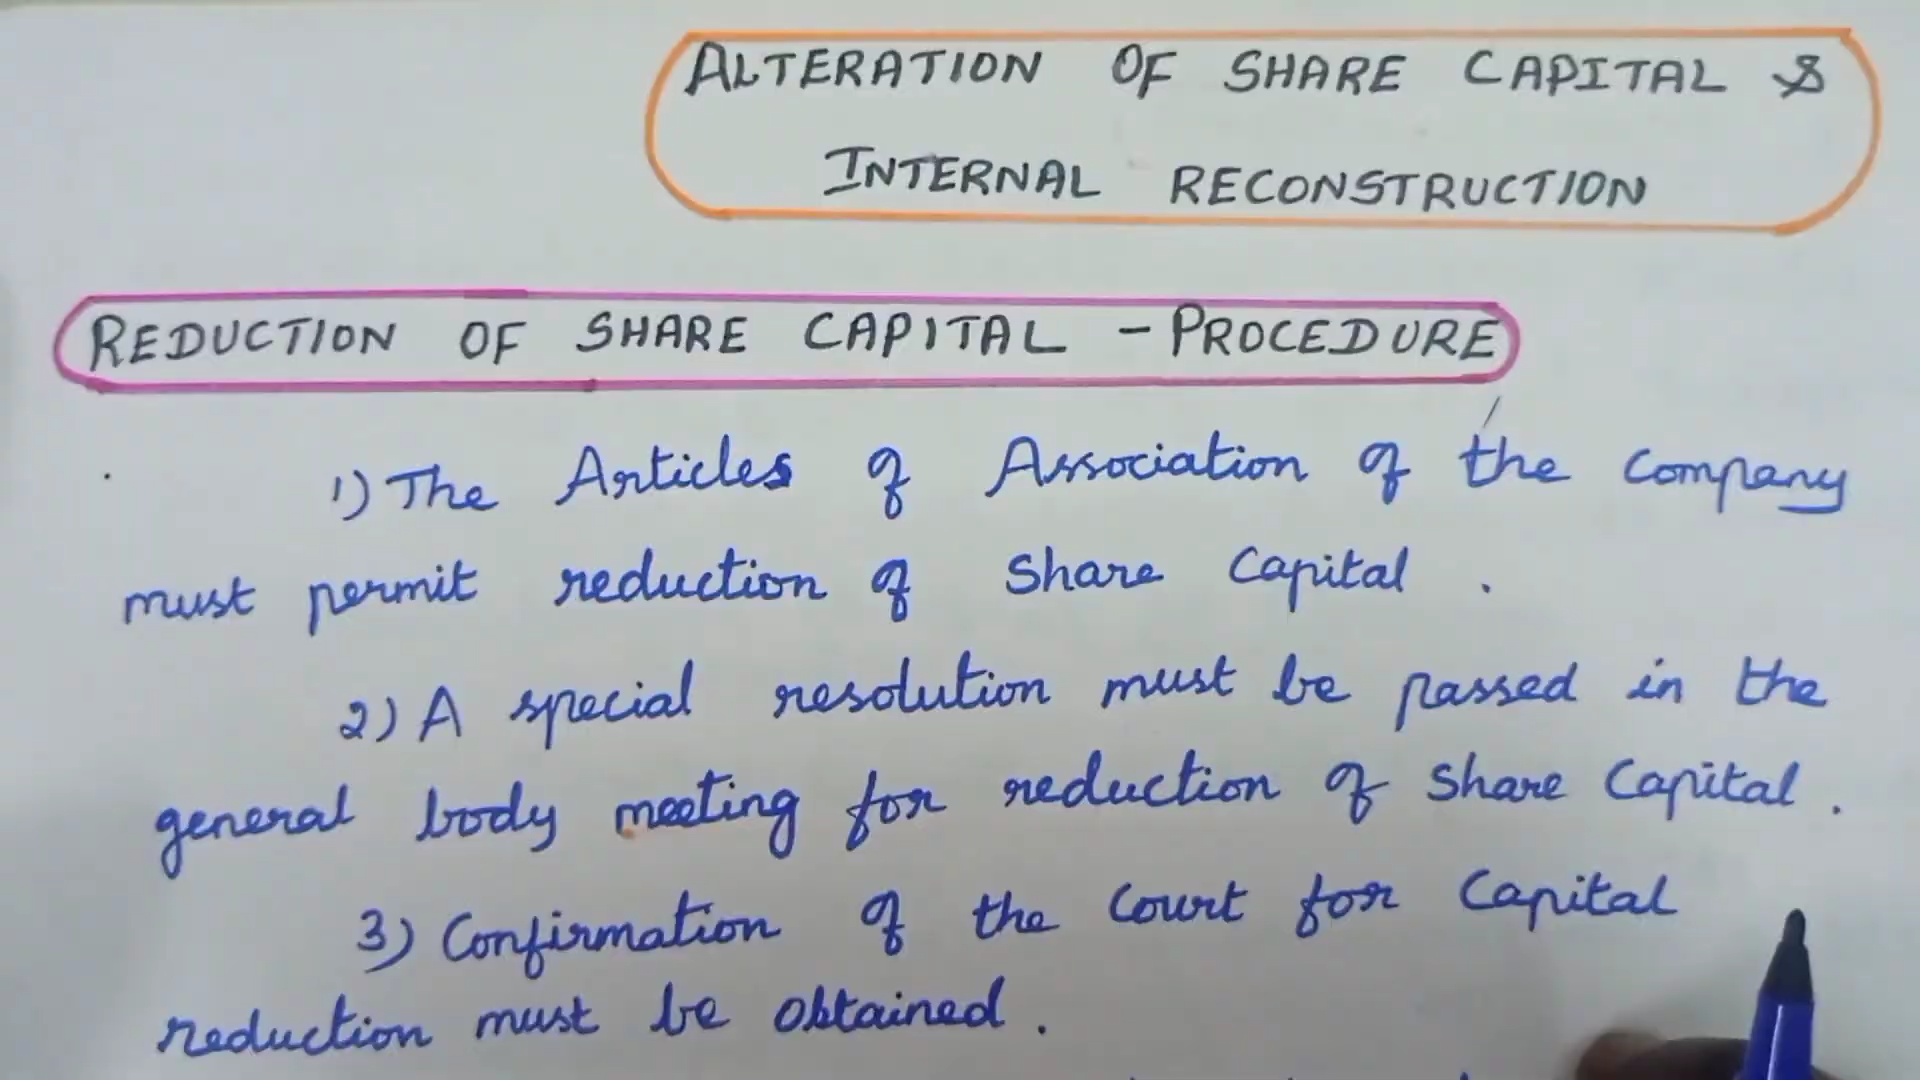 ALTERATION OF SHARE CAPITAL &
INTERNAL RECONSTRUCTION
REDUCTION OF SHARE CAPITAL - PROCEDURE
1) The Articles of Association of the Company
must permit reduction of Share Capital .
2) A special resolution must be passed in the
general body meeting for reduction of Share Capital .
3) Confirmation of the Court for Capital
reduction must be obtained .